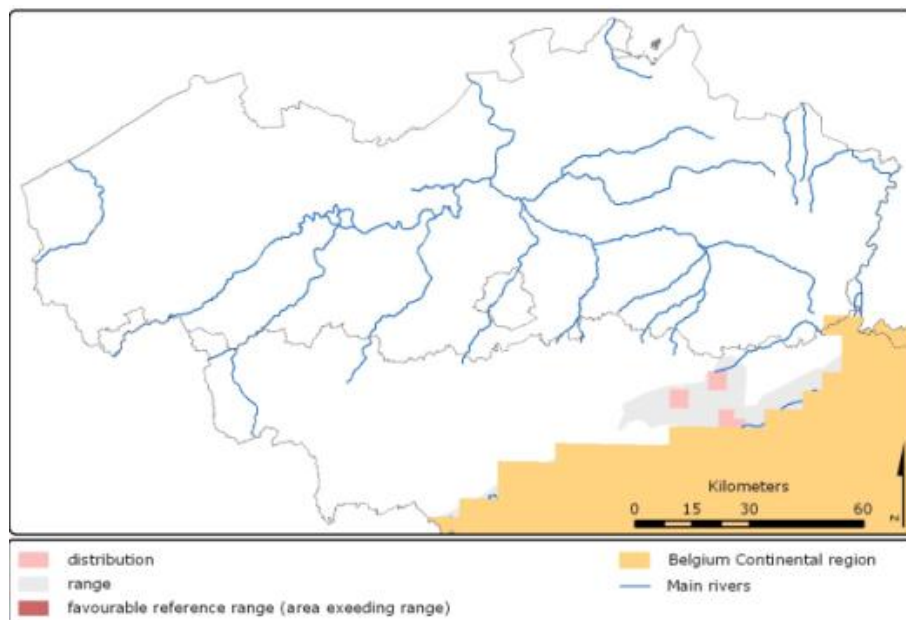 Kilometers
0 15 30 60
N
distribution
range
favourable reference range (area exeeding range)
Belgium Continental region
Main rivers